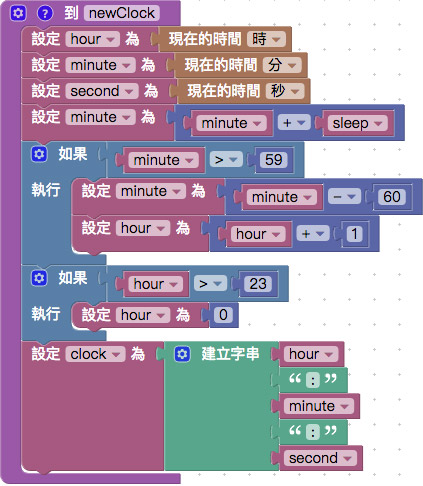 ? 到 newClock
設定 hour 為 現在的時間 時
設定 minute 為 現在的時間 分
設定 second 為 現在的時間 秒
設定 minute 為 minute + sleep
如果 minute > 59
執行 設定 minute 為 minute - 60
設定 hour 為 hour + 1
如果 hour > 23
執行 設定 hour 為 0
設定 clock 為 建立字串 hour
“ : ”
minute
“ : ”
second